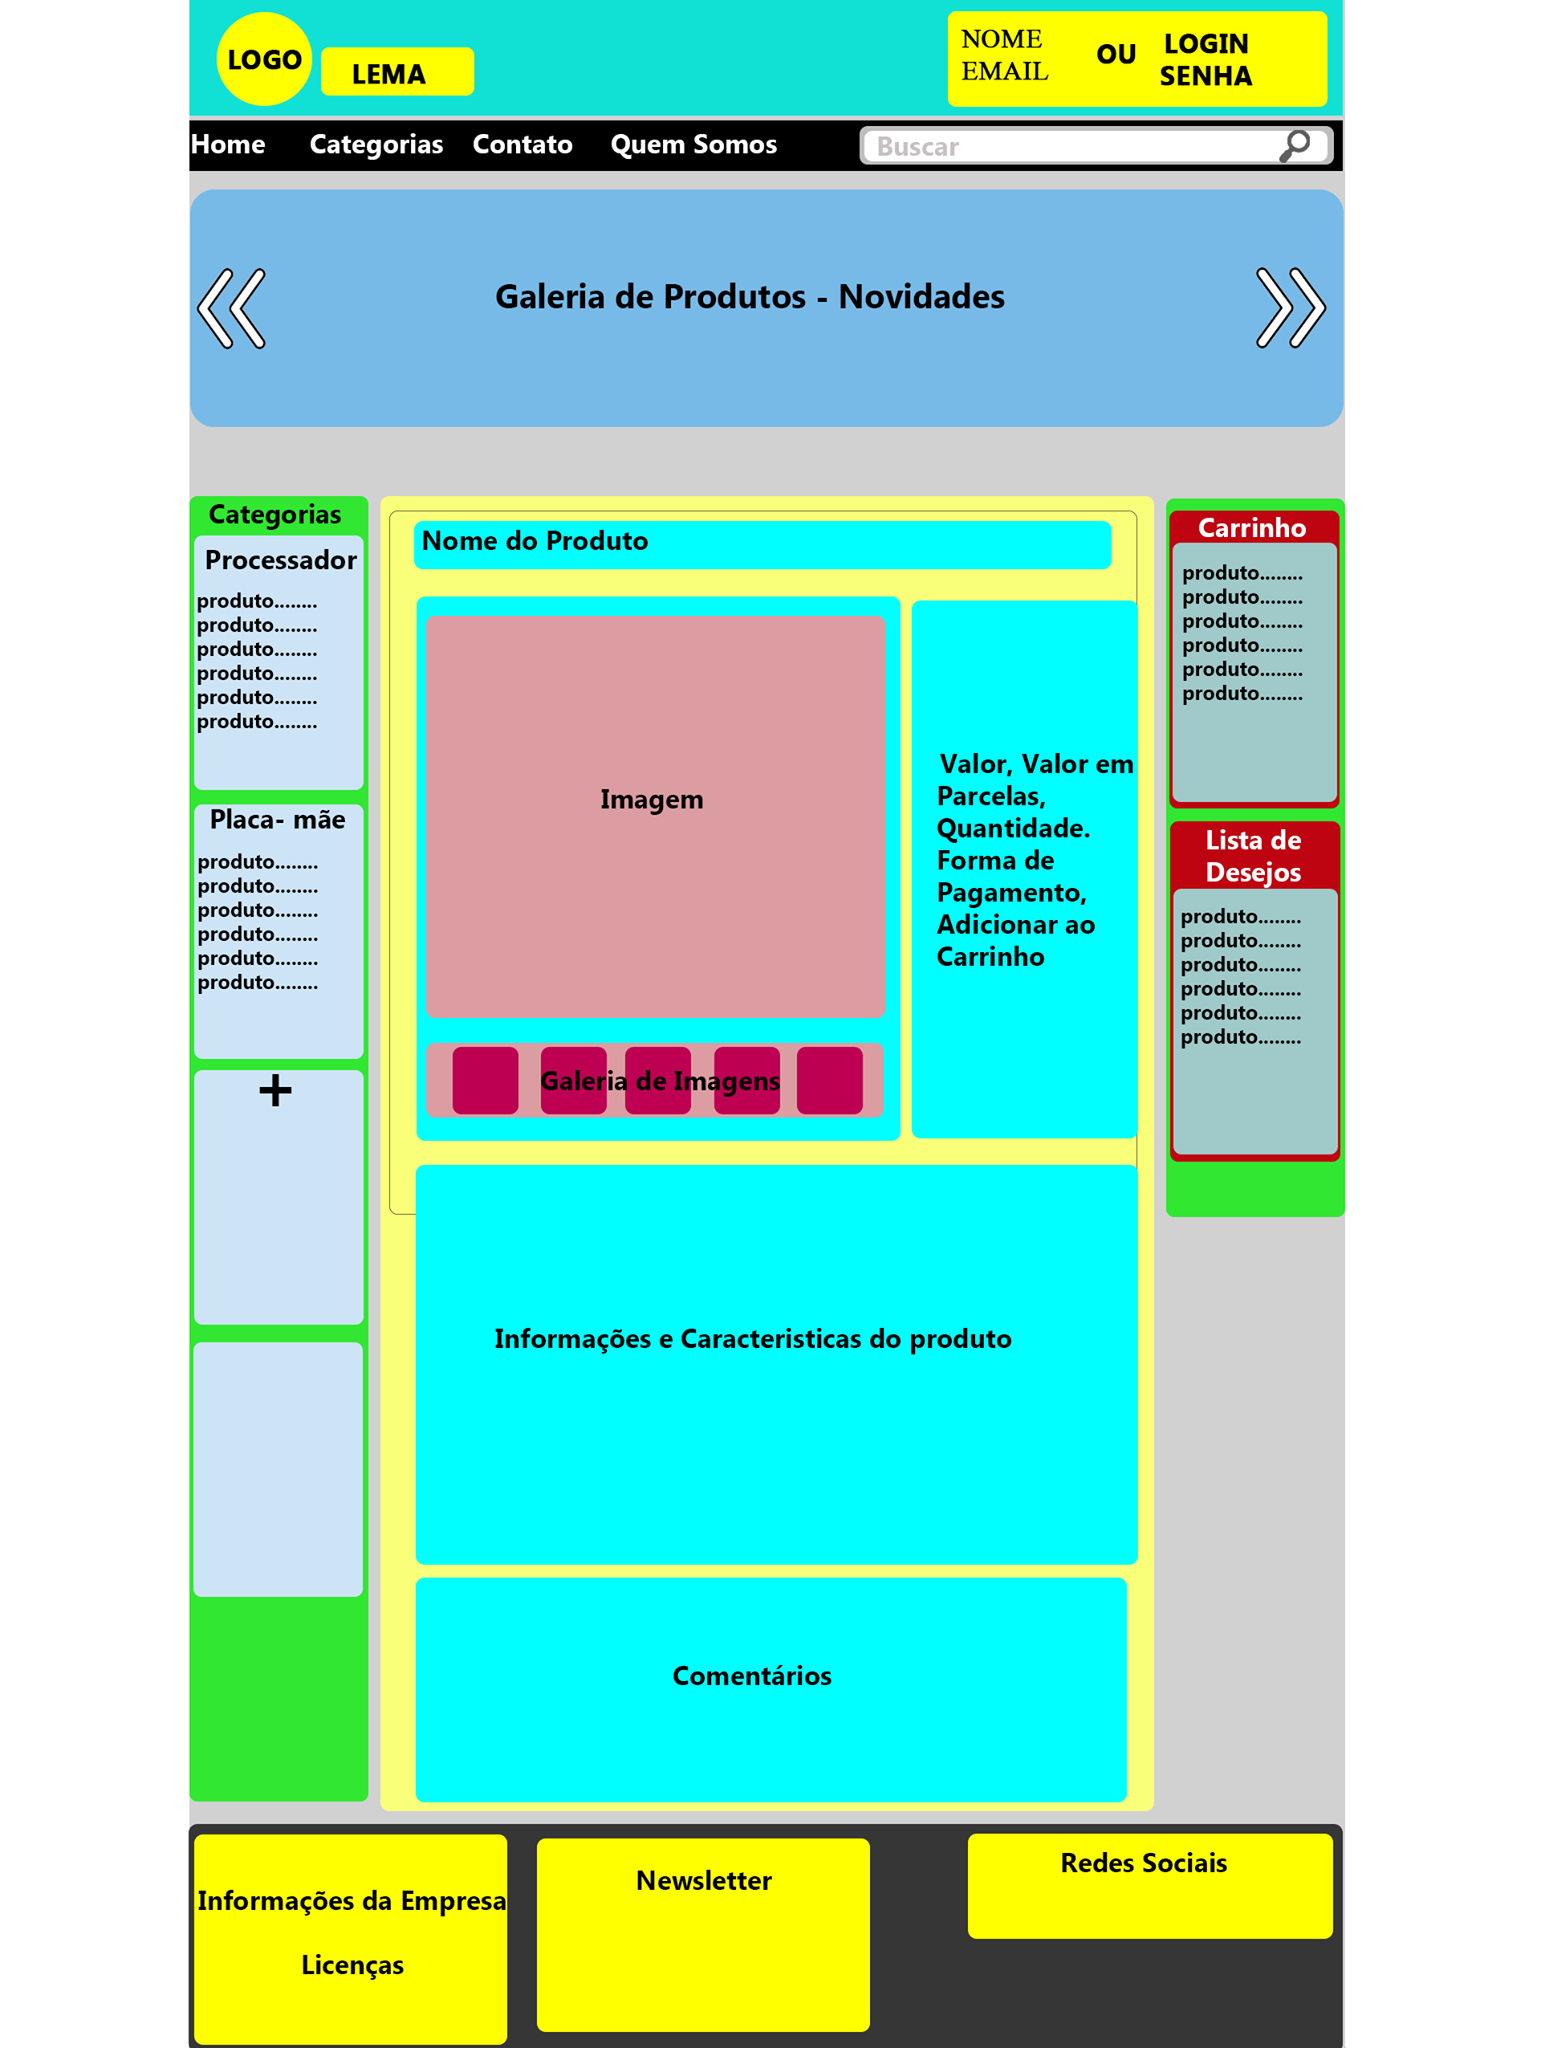 LOGO
LEMA
NOME
EMAIL
OU
LOGIN
SENHA
Home
Categorias
Contato
Quem Somos
Buscar
Galeria de Produtos - Novidades
Categorias
Processador
produto........
produto........
produto........
produto........
produto........
produto........
Placa- mãe
produto........
produto........
produto........
produto........
produto........
produto........
+
Nome do Produto
Imagem
Galeria de Imagens
Valor, Valor em
Parcelas,
Quantidade.
Forma de
Pagamento,
Adicionar ao
Carrinho
Informações e Caracteristicas do produto
Comentários
Carrinho
produto........
produto........
produto........
produto........
produto........
produto........
Lista de
Desejos
produto........
produto........
produto........
produto........
produto........
produto........
Informações da Empresa
Licenças
Newsletter
Redes Sociais